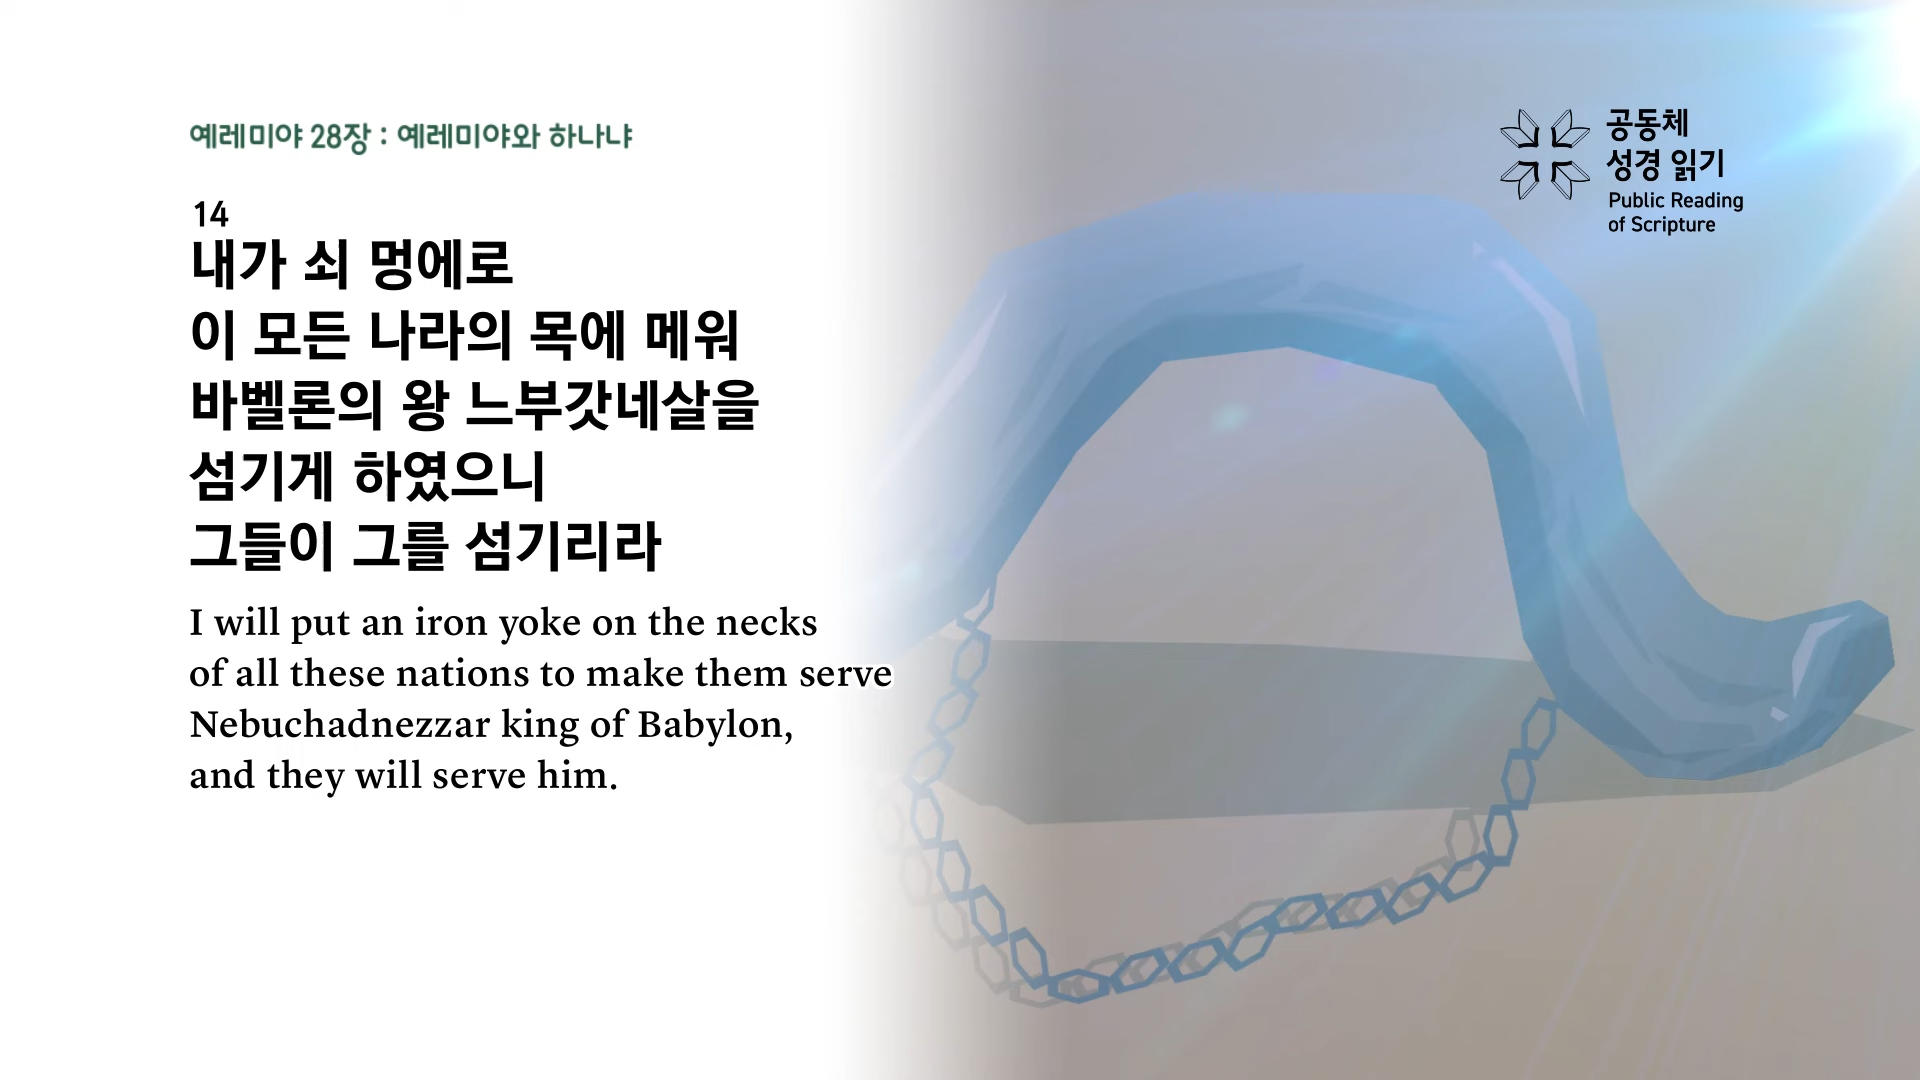 예레미야 28장 : 예레미야와 하나냐
14
내가 쇠 멍에로
이 모든 나라의 목에 메워
바벨론의 왕 느부갓네살을
섬기게 하였으니
그들이 그를 섬기리라
I will put an iron yoke on the necks
of all these nations to make them serve
Nebuchadnezzar king of Babylon,
and they will serve him.
공동체
성경 읽기
Public Reading
of Scripture